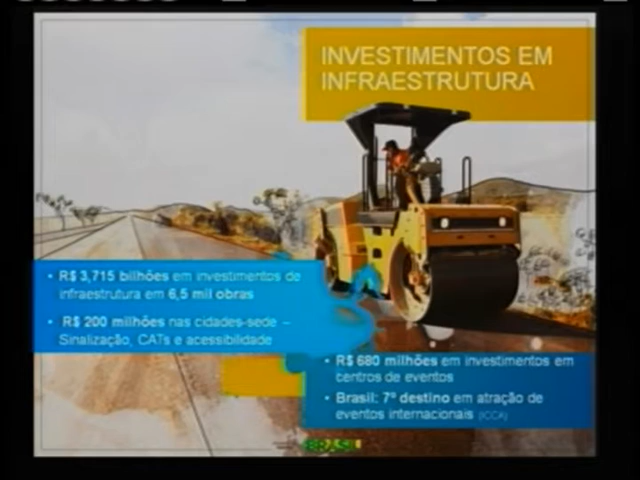 INVESTIMENTOS EM
INFRAESTRUTURA
• R$ 3,715 bilhões em investimentos de
infraestrutura em 6,5 mil obras
• R$ 200 milhões nas cidades-sede –
Sinalização, CATs e acessibilidade
• R$ 680 milhões em investimentos em
centros de eventos
• Brasil: 7º destino em atração de
eventos internacionais (ICCA)
BRASIL